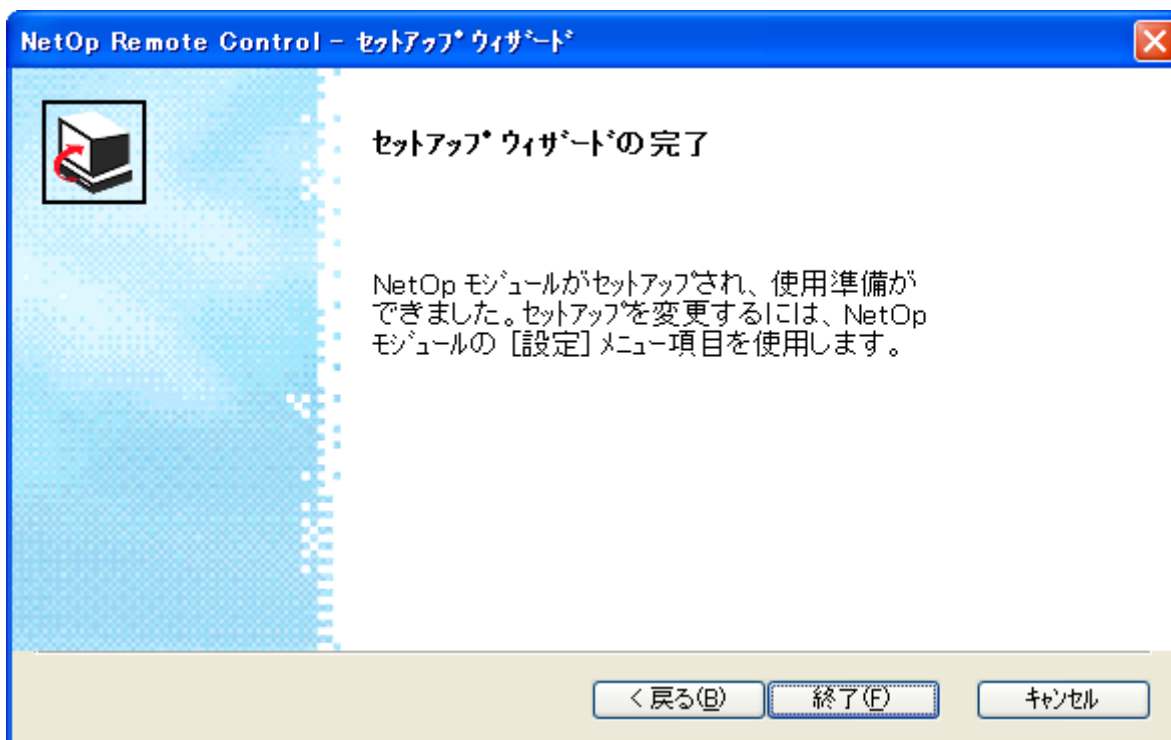 NetOp Remote Control - ｾｯﾄｱｯﾌﾟ ｳｨｻﾞｰﾄﾞ
ｾｯﾄｱｯﾌﾟ ｳｨｻﾞｰﾄﾞの完了
NetOp ﾓｼﾞｭｰﾙがｾｯﾄｱｯﾌﾟされ、使用準備が
できました。ｾｯﾄｱｯﾌﾟを変更するには、NetOp
ﾓｼﾞｭｰﾙの [設定] ﾒﾆｭｰ項目を使用します。
< 戻る(B)
終了(F)
ｷｬﾝｾﾙ